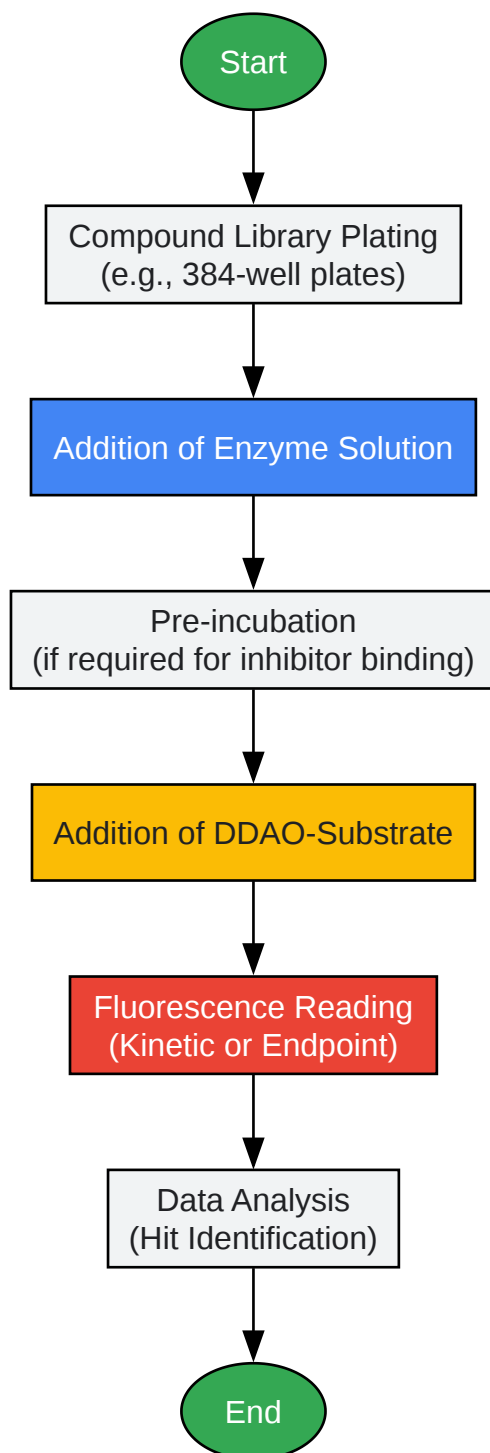 Start
Compound Library Plating
(e.g., 384-well plates)
Addition of Enzyme Solution
Pre-incubation
(if required for inhibitor binding)
Addition of DDAO-Substrate
Fluorescence Reading
(Kinetic or Endpoint)
Data Analysis
(Hit Identification)
End